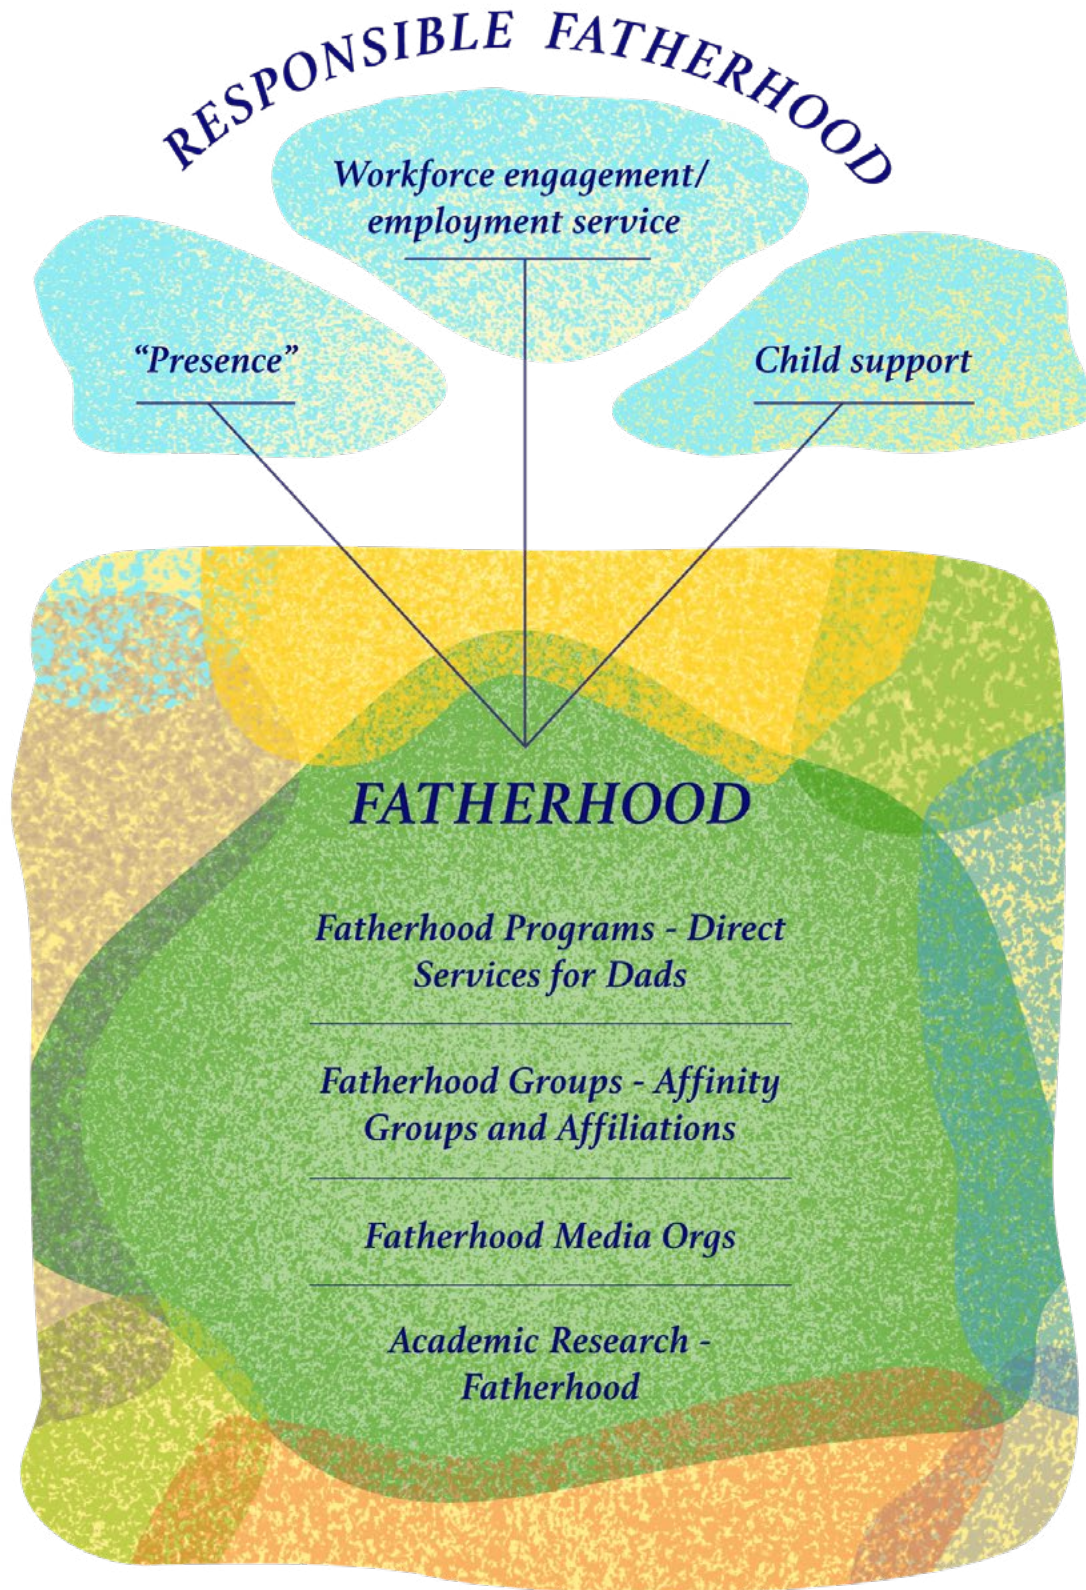 RESPONSIBLE FATHERHOOD
Workforce engagement/
employment service
“Presence”
Child support
FATHERHOOD
Fatherhood Programs - Direct
Services for Dads
Fatherhood Groups - Affinity
Groups and Affiliations
Fatherhood Media Orgs
Academic Research -
Fatherhood